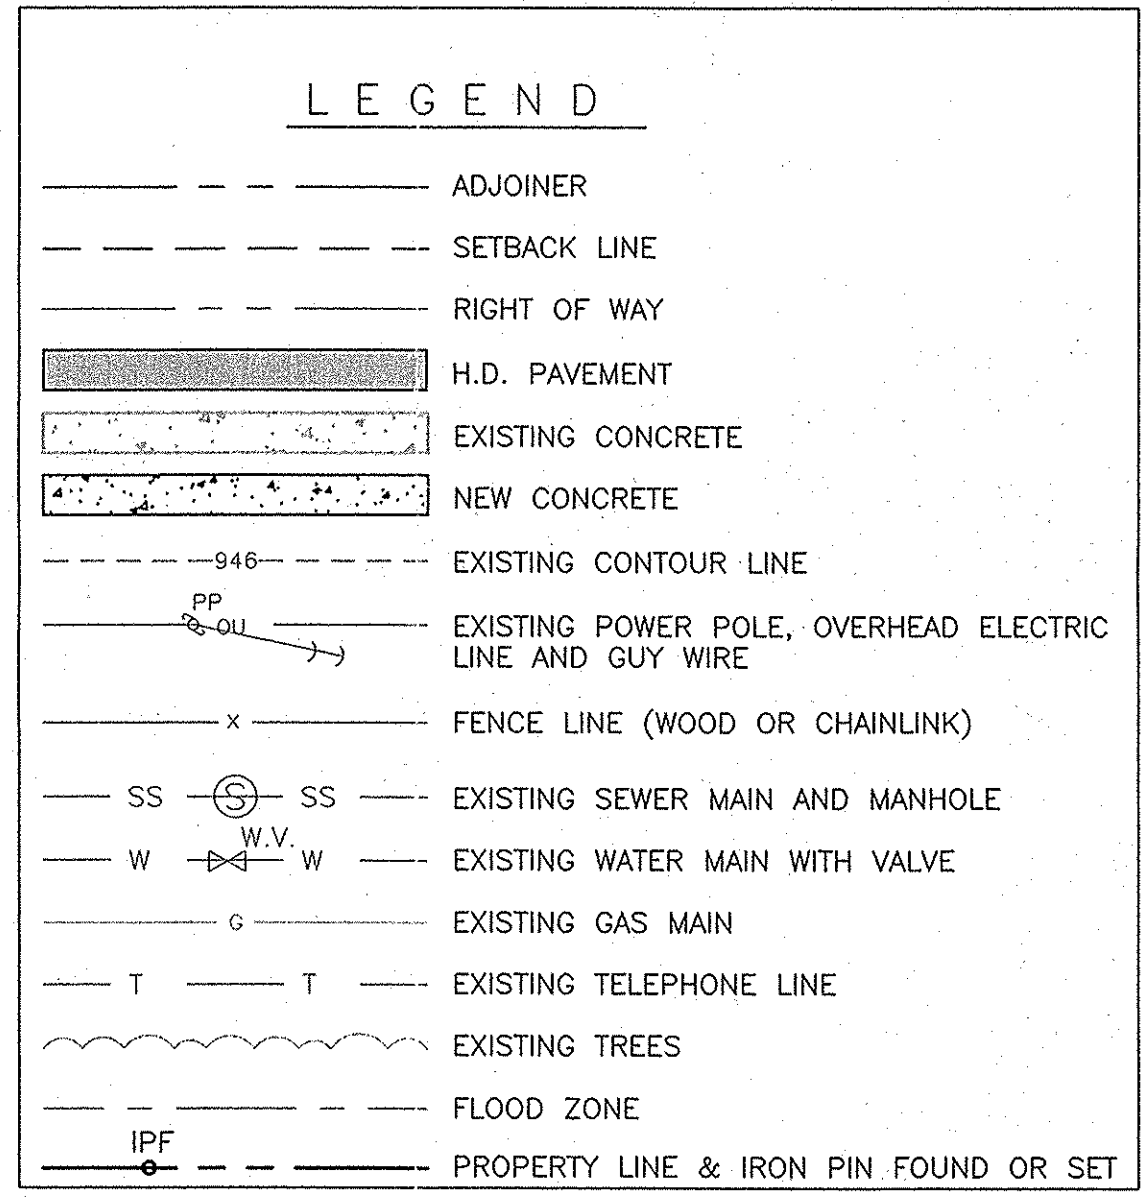 LEGEND
ADJOINER
SETBACK LINE
RIGHT OF WAY
H.D. PAVEMENT
EXISTING CONCRETE
NEW CONCRETE
946 EXISTING CONTOUR LINE
PP
OU EXISTING POWER POLE, OVERHEAD ELECTRIC
LINE AND GUY WIRE
X FENCE LINE (WOOD OR CHAINLINK)
SS S SS EXISTING SEWER MAIN AND MANHOLE
W.V.
W W EXISTING WATER MAIN WITH VALVE
G EXISTING GAS MAIN
T T EXISTING TELEPHONE LINE
EXISTING TREES
FLOOD ZONE
IPF
PROPERTY LINE & IRON PIN FOUND OR SET